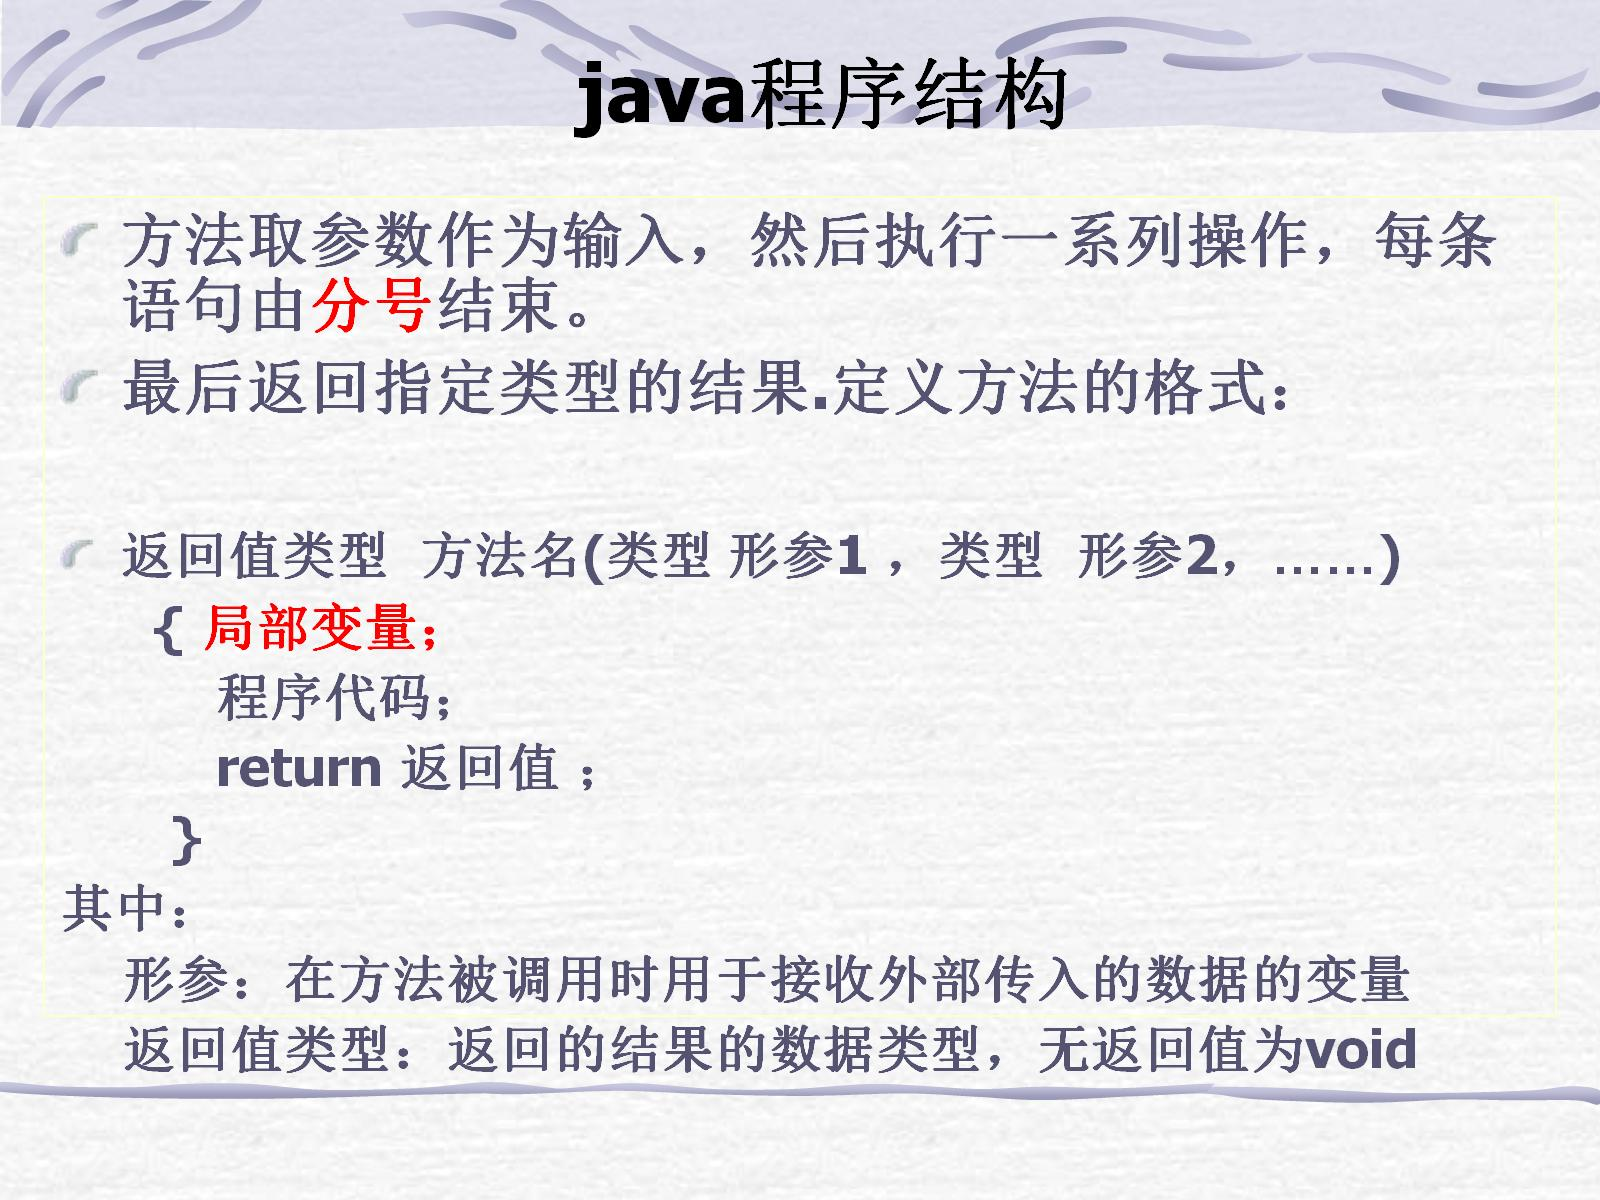 java程序结构
方法取参数作为输入，然后执行一系列操作，每条
语句由分号结束。
最后返回指定类型的结果.定义方法的格式：
返回值类型  方法名(类型 形参1 ，类型  形参2，……)
{ 局部变量；
程序代码；
return 返回值 ；
}
其中：
形参：在方法被调用时用于接收外部传入的数据的变量
返回值类型：返回的结果的数据类型，无返回值为void